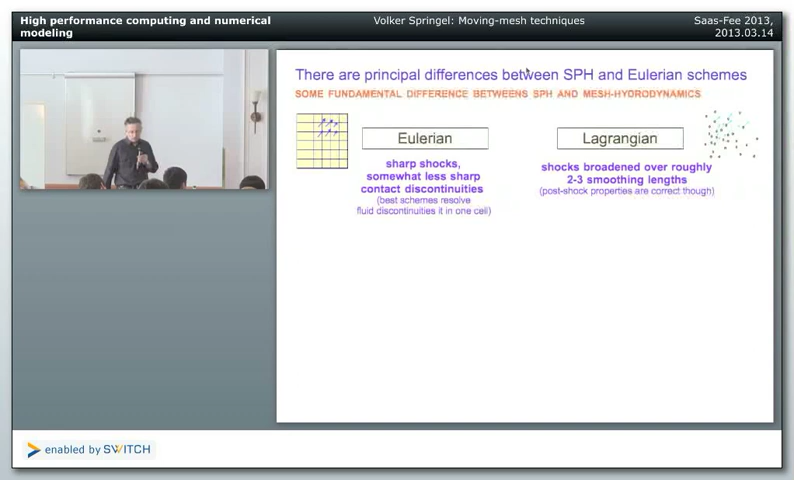 High performance computing and numerical
modeling
Volker Springel: Moving-mesh techniques
Saas-Fee 2013,
2013.03.14
There are principal differences between SPH and Eulerian schemes
SOME FUNDAMENTAL DIFFERENCE BETWEENS SPH AND MESH-HYDRODYNAMICS
Eulerian
sharp shocks,
somewhat less sharp
contact discontinuities
(best schemes resolve
fluid discontinuities it in one cell)
Lagrangian
shocks broadened over roughly
2-3 smoothing lengths
(post-shock properties are correct though)
enabled by SWITCH